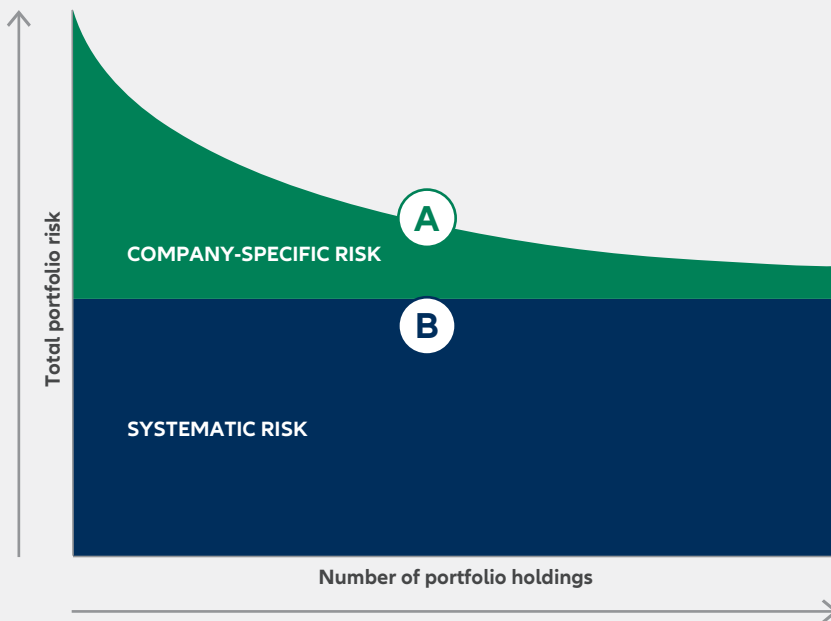 Total portfolio risk
A
COMPANY-SPECIFIC RISK
B
SYSTEMATIC RISK
Number of portfolio holdings